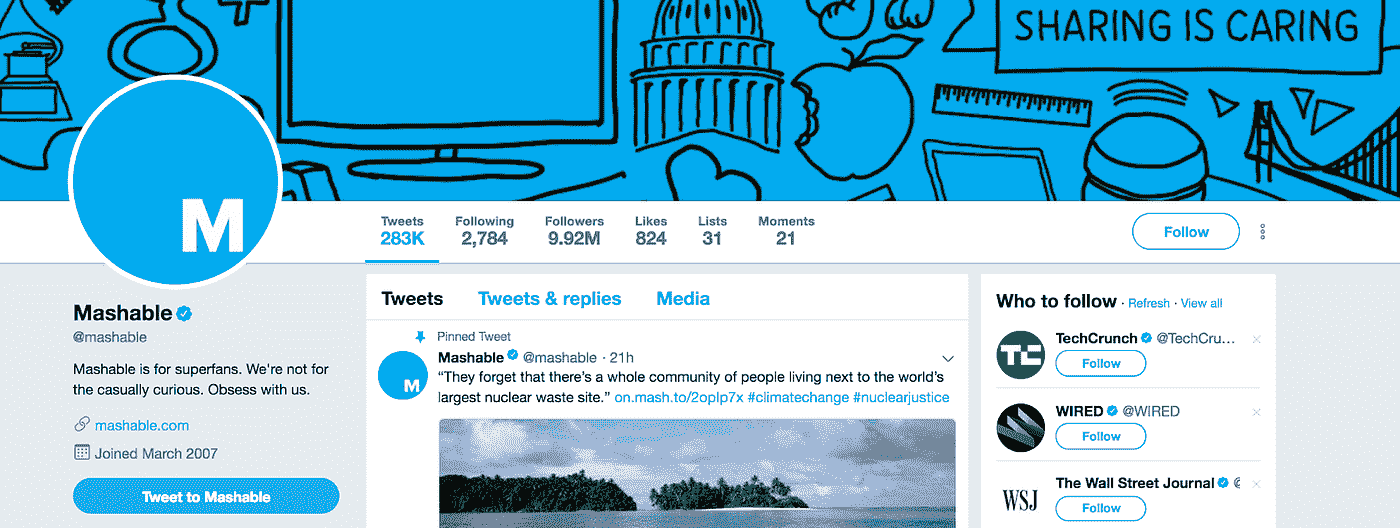 SHARING IS CARING
M
Tweets Following Followers Likes Lists Moments
283K 2,784 9.92M 824 31 21
Follow
Mashable
@mashable
Mashable is for superfans. We're not for
the casually curious. Obsess with us.
mashable.com
Joined March 2007
Tweet to Mashable
Tweets Tweets & replies Media
Pinned Tweet
M
Mashable @mashable · 21h
“They forget that there’s a whole community of people living next to the world’s
largest nuclear waste site.” on.mash.to/2oplp7x #climatechange #nuclearjustice
Who to follow · Refresh · View all
TC
TechCrunch @TechCru...
Follow
WIRED @WIRED
Follow
WSJ
The Wall Street Journal @
Follow